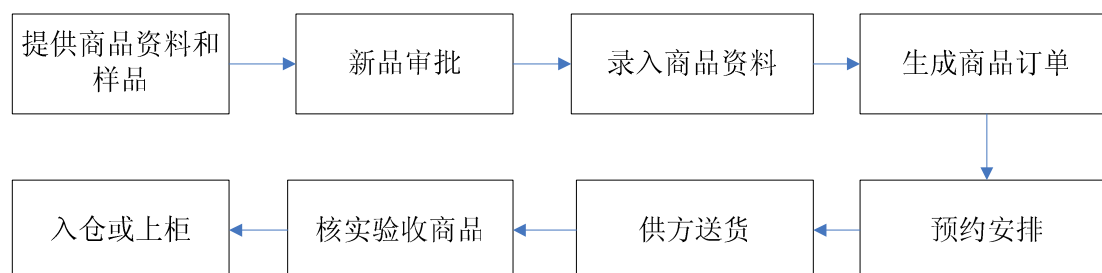 提供商品资料和
样品
新品审批
录入商品资料
生成商品订单
入仓或上柜
核实验收商品
供方送货
预约安排